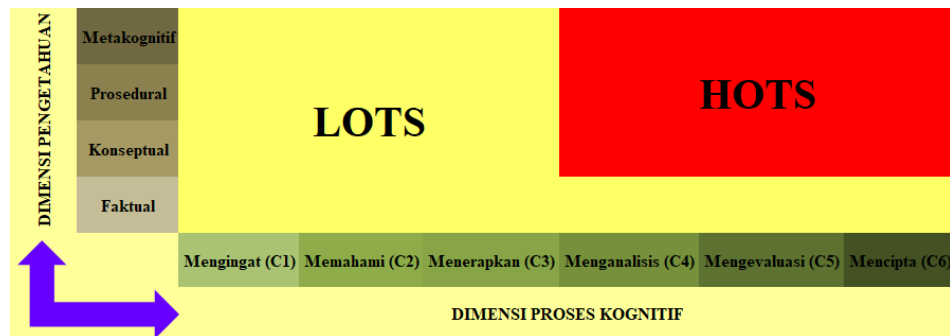 DIMENSI PENGETAHUAN
Metakognitif
Prosedural
Konseptual
Faktual
LOTS
HOTS
Mengingat (C1) Memahami (C2) Menerapkan (C3) Menganalisis (C4) Mengevaluasi (C5) Mencipta (C6)
DIMENSI PROSES KOGNITIF